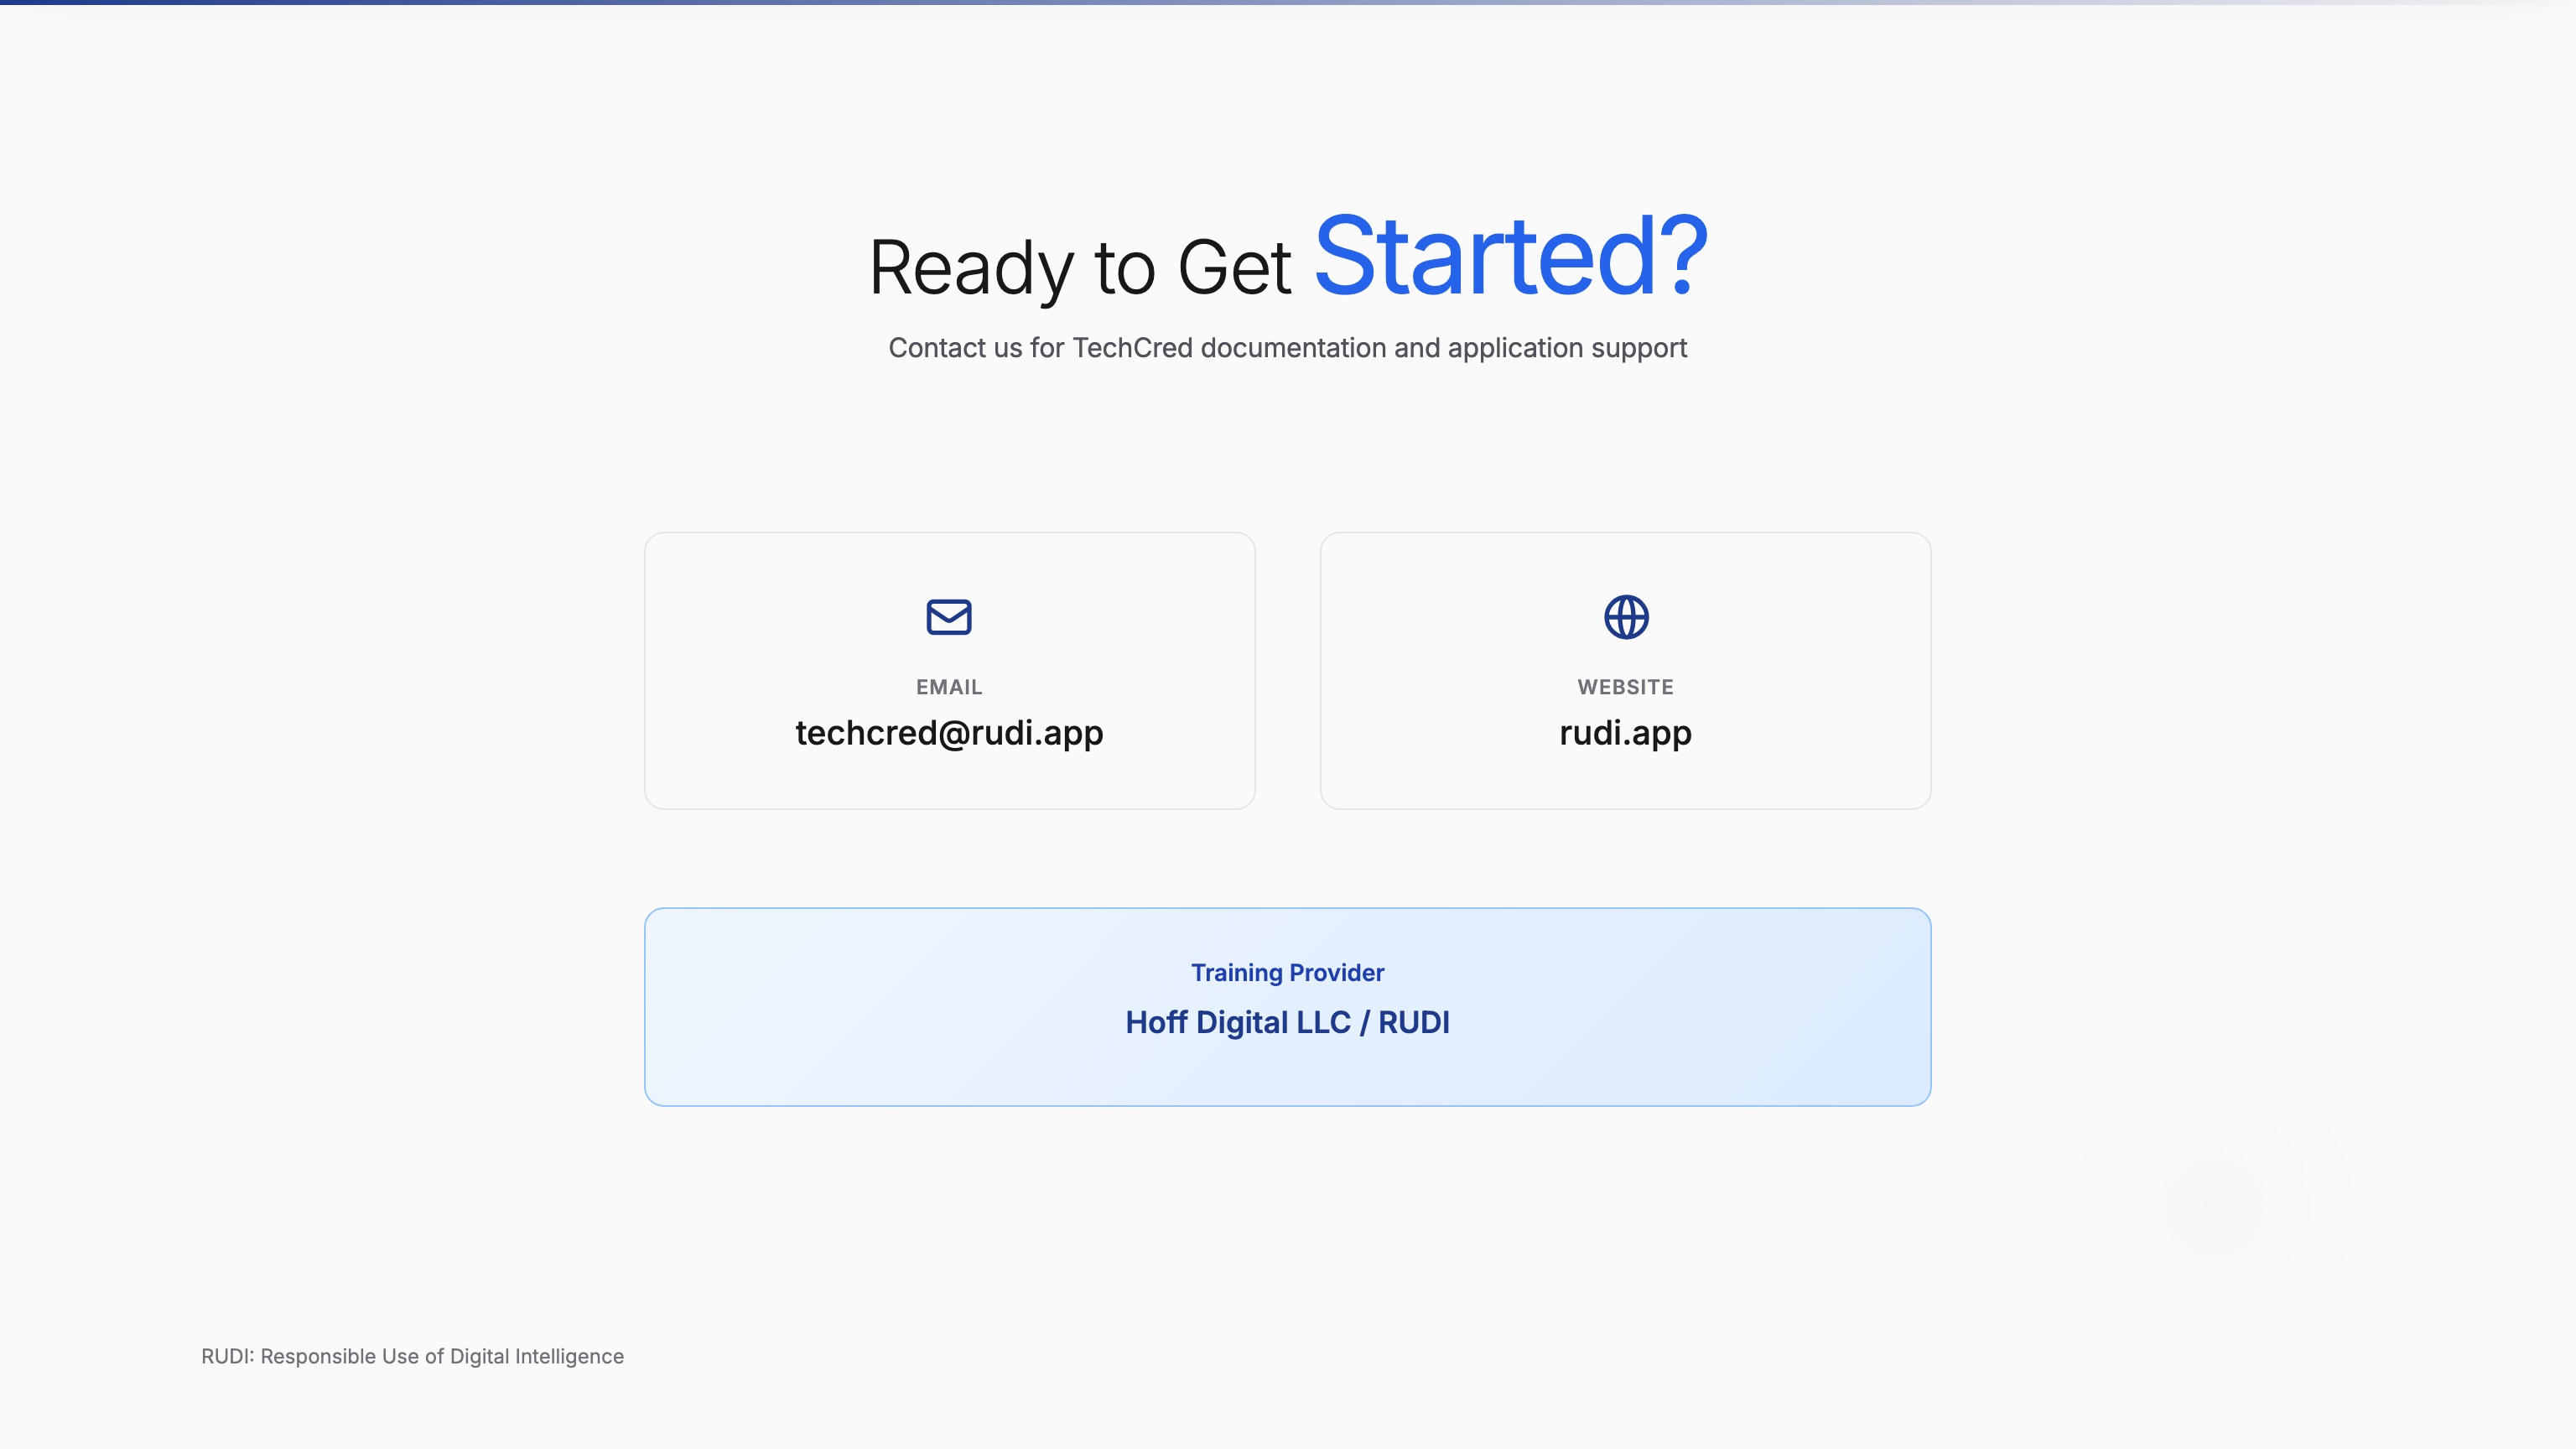 Ready to Get Started?
Contact us for TechCred documentation and application support
EMAIL
techcred@rudi.app
WEBSITE
rudi.app
Training Provider
Hoff Digital LLC / RUDI
RUDI: Responsible Use of Digital Intelligence